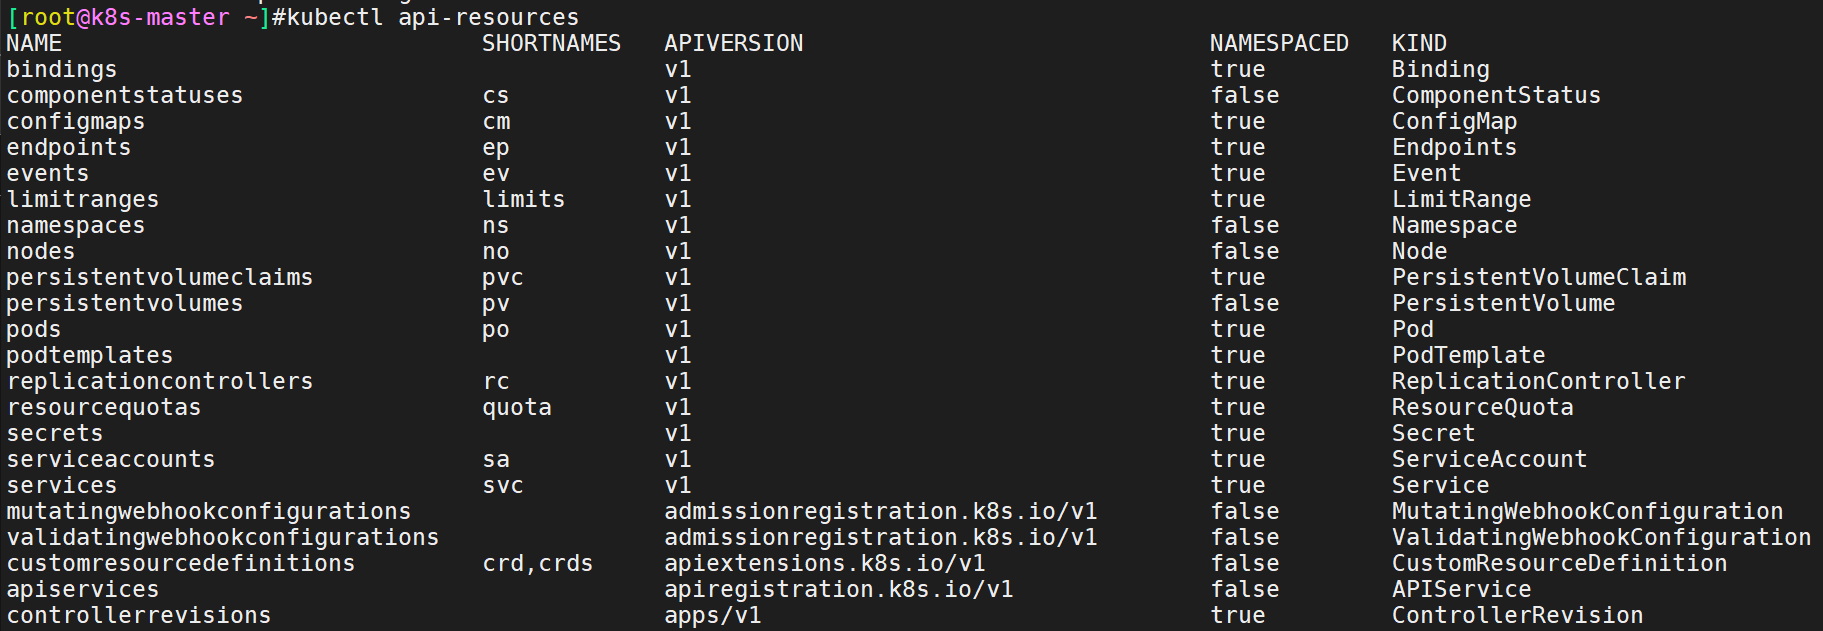 [root@k8s-master ~]#kubectl api-resources
NAME                              SHORTNAMES   APIVERSION                             NAMESPACED   KIND
bindings                                       v1                                     true         Binding
componentstatuses                 cs           v1                                     false        ComponentStatus
configmaps                        cm           v1                                     true         ConfigMap
endpoints                         ep           v1                                     true         Endpoints
events                            ev           v1                                     true         Event
limitranges                       limits       v1                                     true         LimitRange
namespaces                        ns           v1                                     false        Namespace
nodes                             no           v1                                     false        Node
persistentvolumeclaims            pvc          v1                                     true         PersistentVolumeClaim
persistentvolumes                 pv           v1                                     false        PersistentVolume
pods                              po           v1                                     true         Pod
podtemplates                                   v1                                     true         PodTemplate
replicationcontrollers            rc           v1                                     true         ReplicationController
resourcequotas                    quota        v1                                     true         ResourceQuota
secrets                                        v1                                     true         Secret
serviceaccounts                   sa           v1                                     true         ServiceAccount
services                          svc          v1                                     true         Service
mutatingwebhookconfigurations                  admissionregistration.k8s.io/v1        false        MutatingWebhookConfiguration
validatingwebhookconfigurations                admissionregistration.k8s.io/v1        false        ValidatingWebhookConfiguration
customresourcedefinitions         crd,crds     apiextensions.k8s.io/v1                false        CustomResourceDefinition
apiservices                                    apiregistration.k8s.io/v1              false        APIService
controllerrevisions                            apps/v1                                true         ControllerRevision